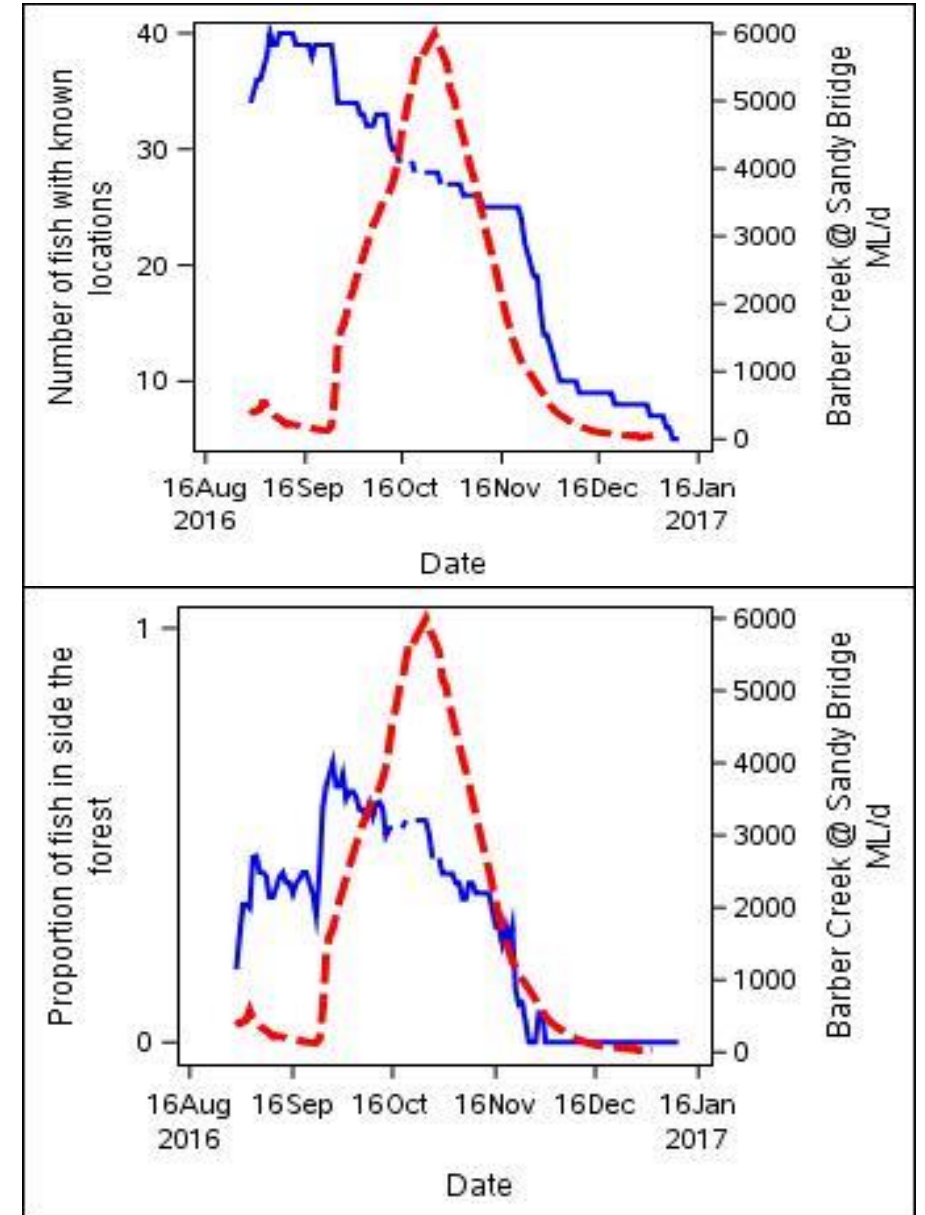 Number of fish with known
locations
40
30
20
10
6000
5000
4000
3000
2000
1000
0
Barber Creek @ Sandy Bridge
ML/d
16Aug 16Sep 16Oct 16Nov 16Dec 16Jan
2016 2017
Date
Proportion of fish in side the
forest
1
0
6000
5000
4000
3000
2000
1000
0
Barber Creek @ Sandy Bridge
ML/d
16Aug 16Sep 16Oct 16Nov 16Dec 16Jan
2016 2017
Date